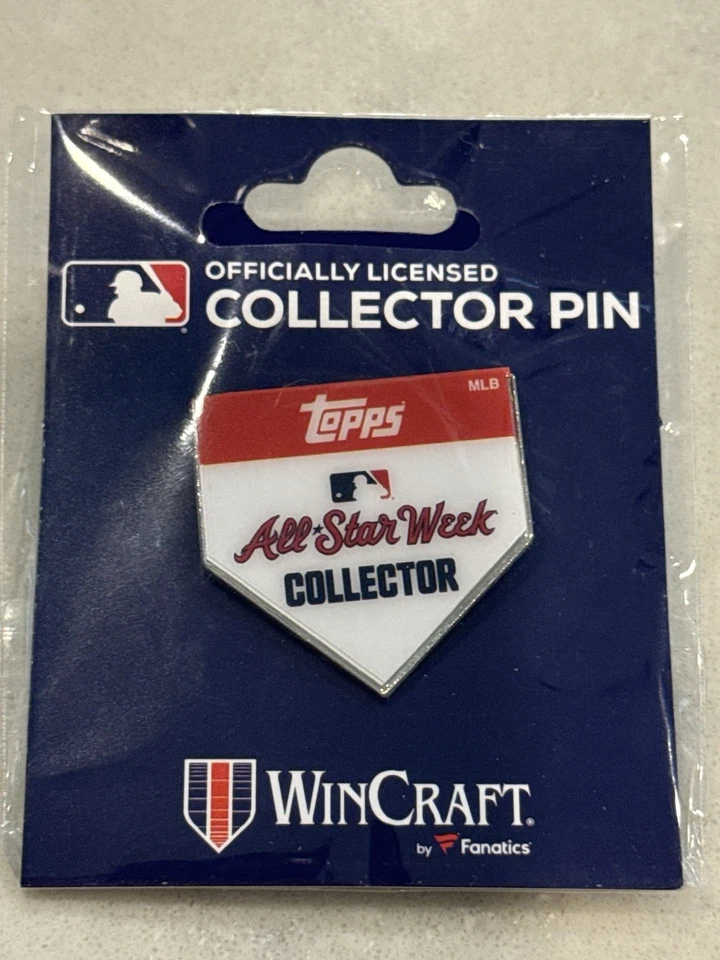 OFFICIALLY LICENSED
COLLECTOR PIN
MLB
Topps
All★Star Week
COLLECTOR
WINCRAFT®
by Fanatics